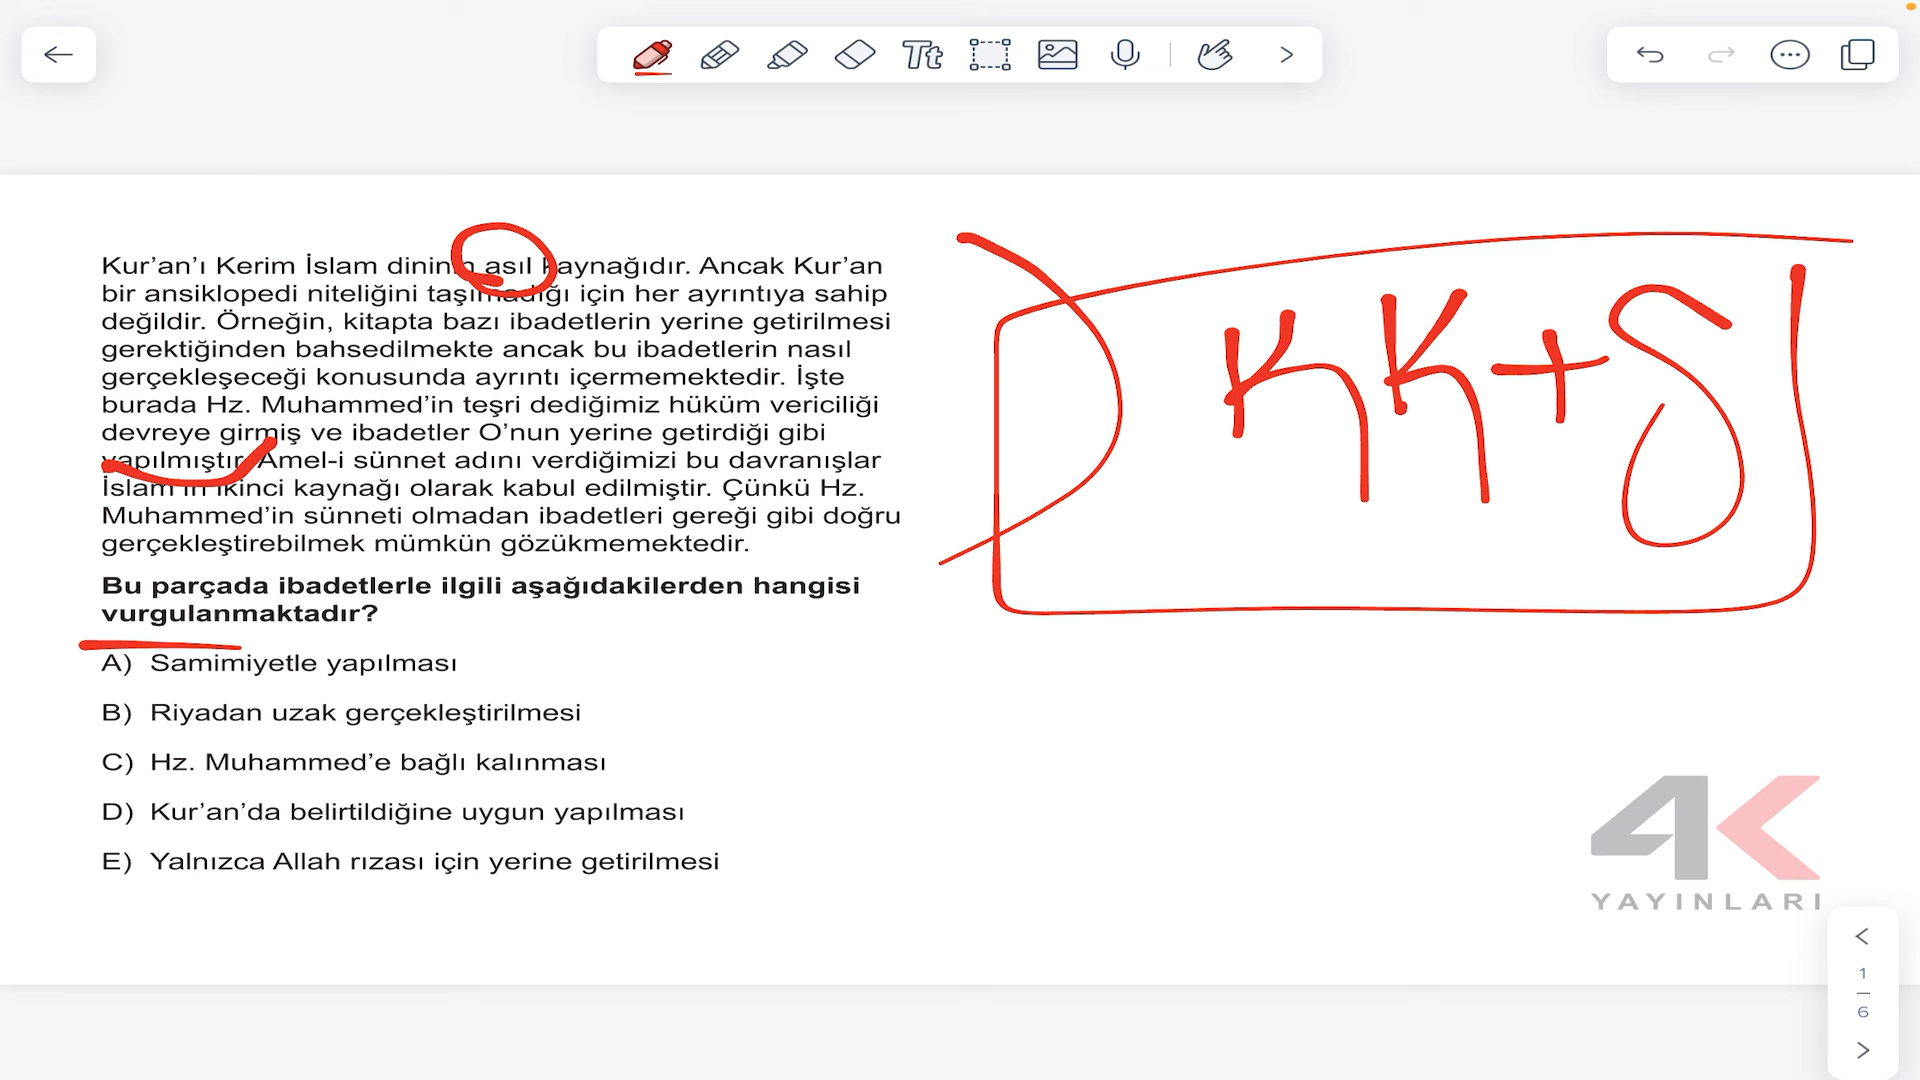 Tt
Kur’an’ı Kerim İslam dininin asıl kaynağıdır. Ancak Kur’an
bir ansiklopedi niteliğini taşımadığı için her ayrıntıya sahip
değildir. Örneğin, kitapta bazı ibadetlerin yerine getirilmesi
gerektiğinden bahsedilmekte ancak bu ibadetlerin nasıl
gerçekleşeceği konusunda ayrıntı içermemektedir. İşte
burada Hz. Muhammed’in teşri dediğimiz hüküm vericiliği
devreye girmiş ve ibadetler O’nun yerine getirdiği gibi
yapılmıştır. Amel-i sünnet adını verdiğimizi bu davranışlar
İslam’ın ikinci kaynağı olarak kabul edilmiştir. Çünkü Hz.
Muhammed’in sünneti olmadan ibadetleri gereği gibi doğru
gerçekleştirebilmek mümkün gözükmemektedir.
Bu parçada ibadetlerle ilgili aşağıdakilerden hangisi
vurgulanmaktadır?
A) Samimiyetle yapılması
B) Riyadan uzak gerçekleştirilmesi
C) Hz. Muhammed’e bağlı kalınması
D) Kur’an’da belirtildiğine uygun yapılması
E) Yalnızca Allah rızası için yerine getirilmesi
KK+S
4K
YAYINLARI
1
6